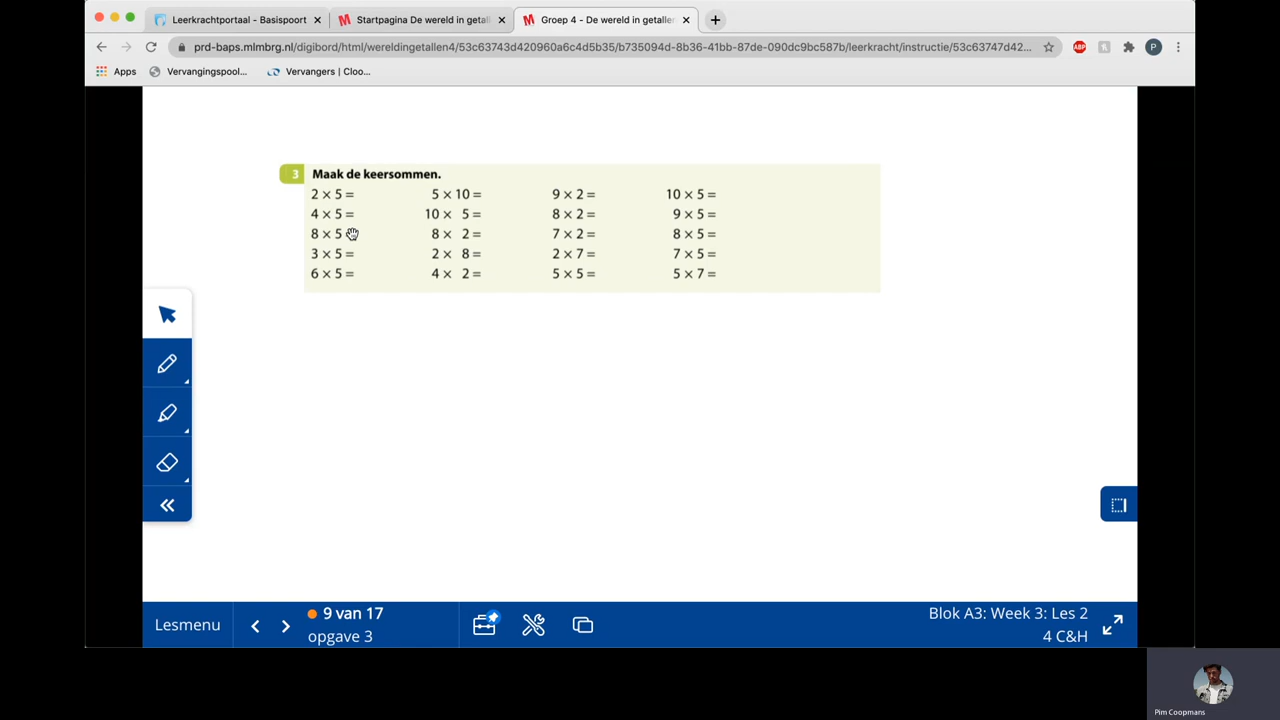 Leerkrachtportaal - Basispoort
Startpagina De wereld in getal
Groep 4 - De wereld in getallen
prd-baps.mlmbrg.nl/digibord/html/wereldingetallen4/53c63743d420960a6c4d5b35/b735094d-8b36-41bb-87de-090dc9bc587b/leerkracht/instructie/53c63747d42...
ABP
P
Apps
Vervangingspool...
Vervangers | Cloo...
3 Maak de keersommen.
2 × 5 = 5 × 10 = 9 × 2 = 10 × 5 =
4 × 5 = 10 × 5 = 8 × 2 = 9 × 5 =
8 × 5 8 × 2 = 7 × 2 = 8 × 5 =
3 × 5 = 2 × 8 = 2 × 7 = 7 × 5 =
6 × 5 = 4 × 2 = 5 × 5 = 5 × 7 =
Lesmenu
9 van 17
opgave 3
Blok A3: Week 3: Les 2
4 C&H
Pim Coopmans